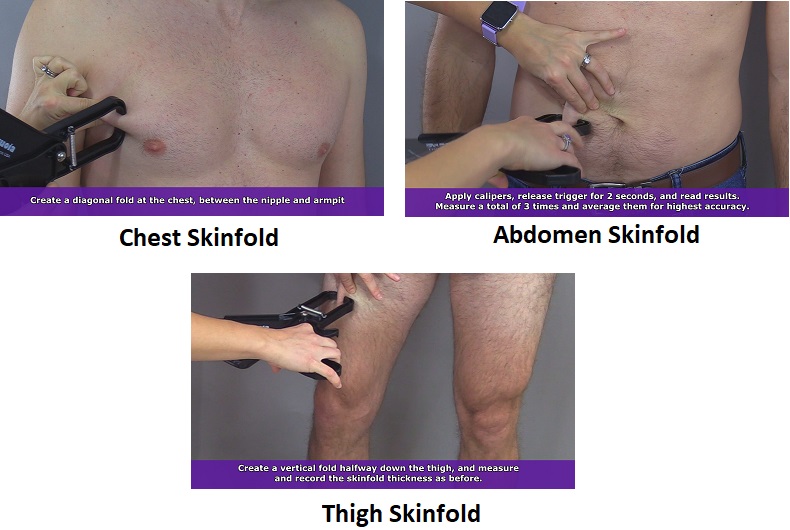 Create a diagonal fold at the chest, between the nipple and armpit
Chest Skinfold
Apply calipers, release trigger for 2 seconds, and read results.
Measure a total of 3 times and average them for highest accuracy.
Abdomen Skinfold
Create a vertical fold halfway down the thigh, and measure
and record the skinfold thickness as before.
Thigh Skinfold